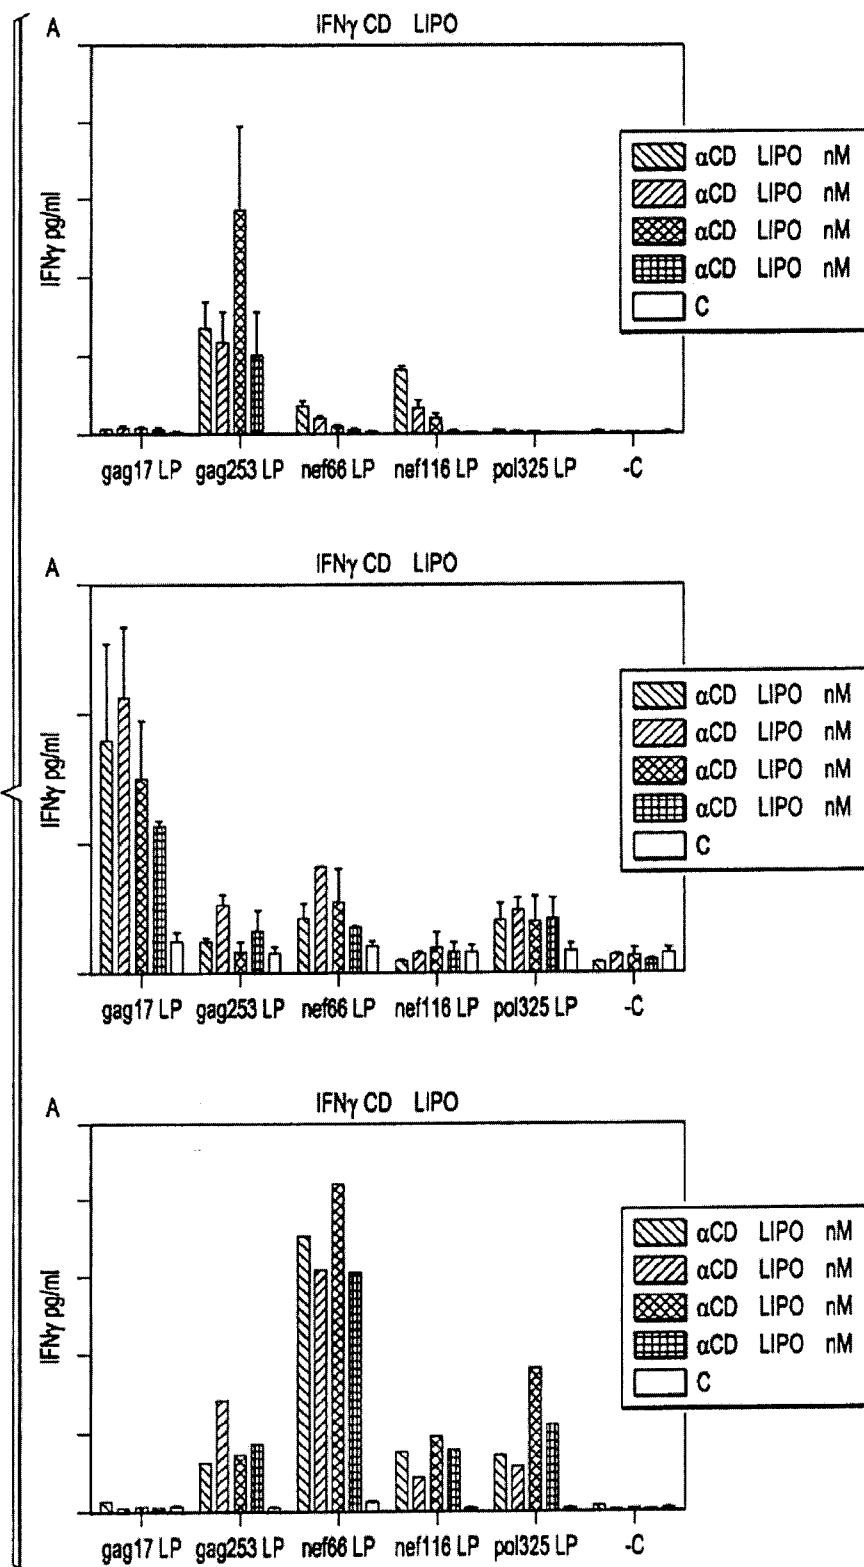 A
IFNγ CD LIPO
IFNγ pg/ml
αCD LIPO nM
αCD LIPO nM
αCD LIPO nM
αCD LIPO nM
C
gag17 LP gag253 LP nef66 LP nef116 LP pol325 LP -C
A
IFNγ CD LIPO
IFNγ pg/ml
αCD LIPO nM
αCD LIPO nM
αCD LIPO nM
αCD LIPO nM
C
gag17 LP gag253 LP nef66 LP nef116 LP pol325 LP -C
A
IFNγ CD LIPO
IFNγ pg/ml
αCD LIPO nM
αCD LIPO nM
αCD LIPO nM
αCD LIPO nM
C
gag17 LP gag253 LP nef66 LP nef116 LP pol325 LP -C